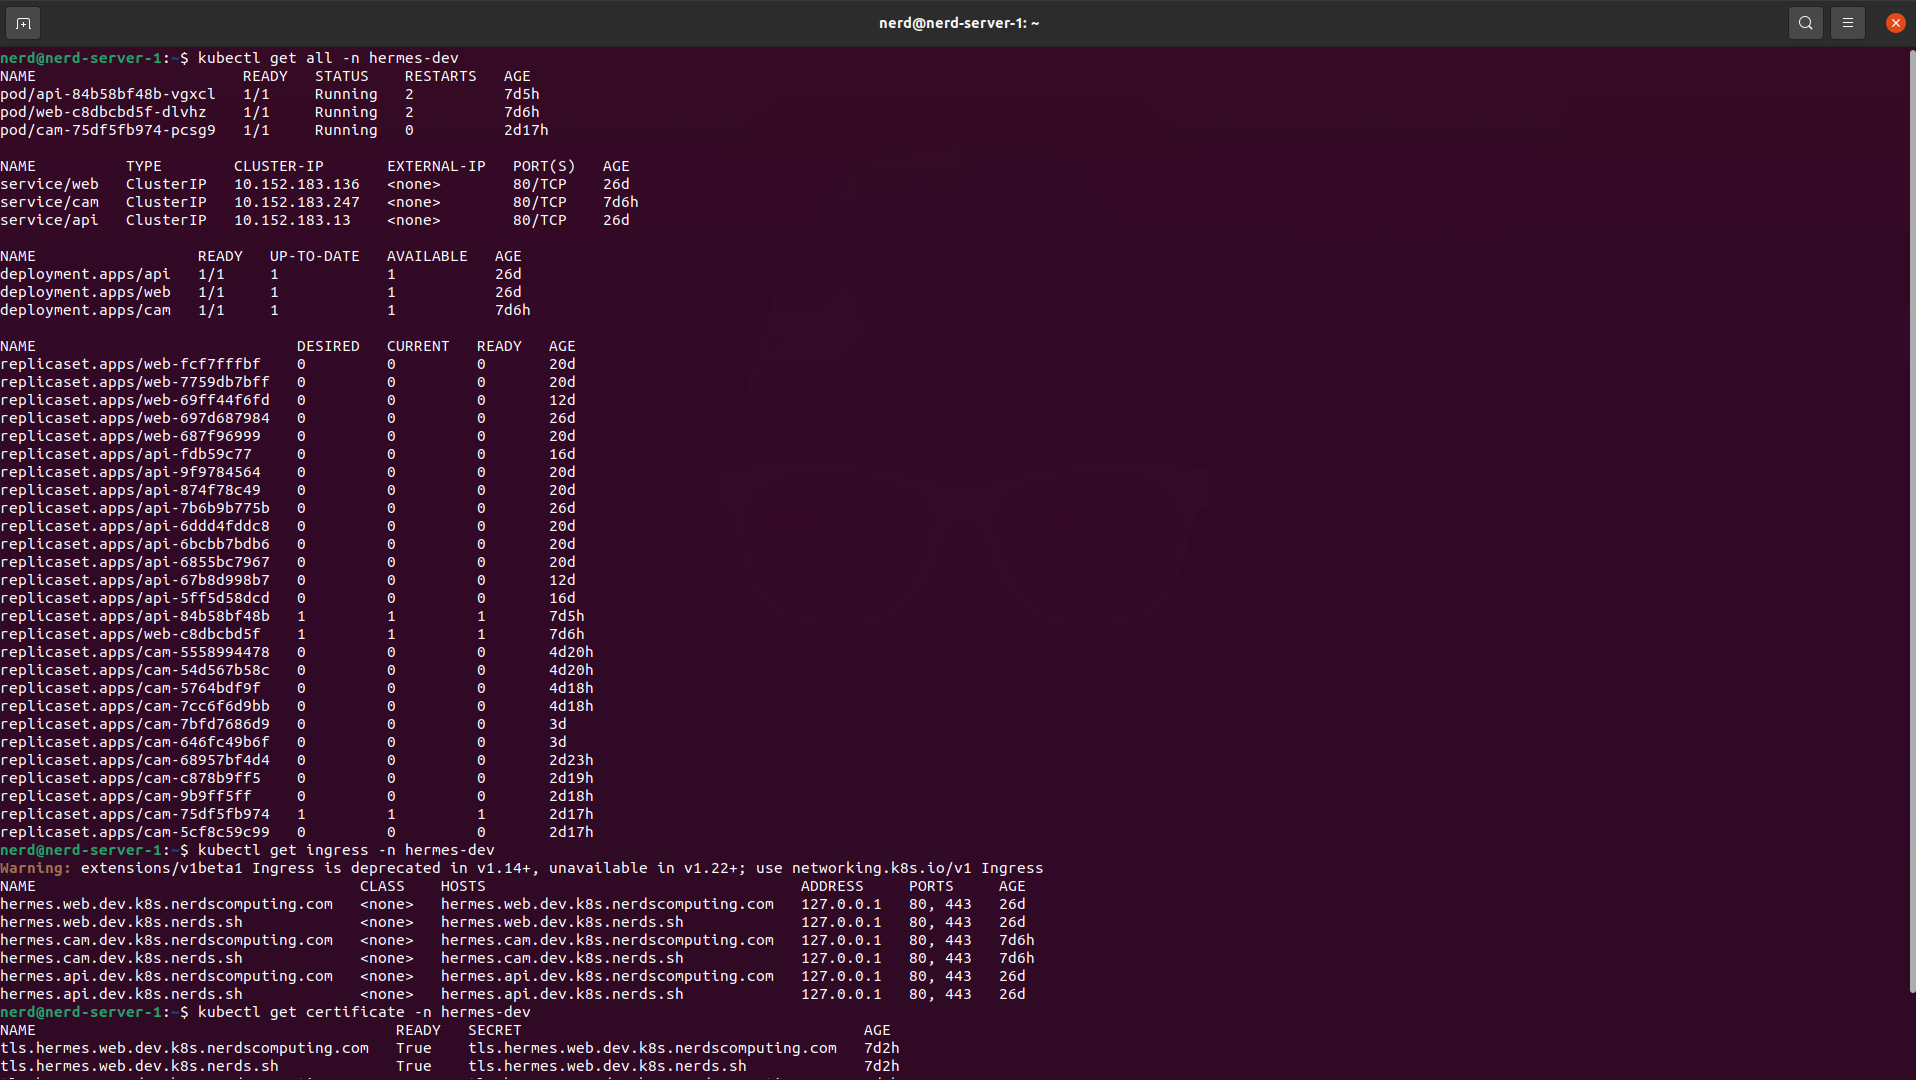 nerd@nerd-server-1: ~
nerd@nerd-server-1:~$ kubectl get all -n hermes-dev
NAME                       READY   STATUS    RESTARTS   AGE
pod/api-84b58bf48b-vgxcl   1/1     Running   2          7d5h
pod/web-c8dbcbd5f-dlvhz    1/1     Running   2          7d6h
pod/cam-75df5fb974-pcsg9   1/1     Running   0          2d17h
NAME          TYPE        CLUSTER-IP       EXTERNAL-IP   PORT(S)   AGE
service/web   ClusterIP   10.152.183.136   <none>        80/TCP    26d
service/cam   ClusterIP   10.152.183.247   <none>        80/TCP    7d6h
service/api   ClusterIP   10.152.183.13    <none>        80/TCP    26d
NAME                  READY   UP-TO-DATE   AVAILABLE   AGE
deployment.apps/api   1/1     1            1           26d
deployment.apps/web   1/1     1            1           26d
deployment.apps/cam   1/1     1            1           7d6h
NAME                             DESIRED   CURRENT   READY   AGE
replicaset.apps/web-fcf7fffbf    0         0         0       20d
replicaset.apps/web-7759db7bff   0         0         0       20d
replicaset.apps/web-69ff44f6fd   0         0         0       12d
replicaset.apps/web-697d687984   0         0         0       26d
replicaset.apps/web-687f96999    0         0         0       20d
replicaset.apps/api-fdb59c77     0         0         0       16d
replicaset.apps/api-9f9784564    0         0         0       20d
replicaset.apps/api-874f78c49    0         0         0       20d
replicaset.apps/api-7b6b9b775b   0         0         0       26d
replicaset.apps/api-6ddd4fddc8   0         0         0       20d
replicaset.apps/api-6bcbb7bdb6   0         0         0       20d
replicaset.apps/api-6855bc7967   0         0         0       20d
replicaset.apps/api-67b8d998b7   0         0         0       12d
replicaset.apps/api-5ff5d58dcd   0         0         0       16d
replicaset.apps/api-84b58bf48b   1         1         1       7d5h
replicaset.apps/web-c8dbcbd5f    1         1         1       7d6h
replicaset.apps/cam-5558994478   0         0         0       4d20h
replicaset.apps/cam-54d567b58c   0         0         0       4d20h
replicaset.apps/cam-5764bdf9f    0         0         0       4d18h
replicaset.apps/cam-7cc6f6d9bb   0         0         0       4d18h
replicaset.apps/cam-7bfd7686d9   0         0         0       3d
replicaset.apps/cam-646fc49b6f   0         0         0       3d
replicaset.apps/cam-68957bf4d4   0         0         0       2d23h
replicaset.apps/cam-c878b9ff5    0         0         0       2d19h
replicaset.apps/cam-9b9ff5ff     0         0         0       2d18h
replicaset.apps/cam-75df5fb974   1         1         1       2d17h
replicaset.apps/cam-5cf8c59c99   0         0         0       2d17h
nerd@nerd-server-1:~$ kubectl get ingress -n hermes-dev
Warning: extensions/v1beta1 Ingress is deprecated in v1.14+, unavailable in v1.22+; use networking.k8s.io/v1 Ingress
NAME                                    CLASS    HOSTS                                   ADDRESS     PORTS     AGE
hermes.web.dev.k8s.nerdscomputing.com   <none>   hermes.web.dev.k8s.nerdscomputing.com   127.0.0.1   80, 443   26d
hermes.web.dev.k8s.nerds.sh             <none>   hermes.web.dev.k8s.nerds.sh             127.0.0.1   80, 443   26d
hermes.cam.dev.k8s.nerdscomputing.com   <none>   hermes.cam.dev.k8s.nerdscomputing.com   127.0.0.1   80, 443   7d6h
hermes.cam.dev.k8s.nerds.sh             <none>   hermes.cam.dev.k8s.nerds.sh             127.0.0.1   80, 443   7d6h
hermes.api.dev.k8s.nerdscomputing.com   <none>   hermes.api.dev.k8s.nerdscomputing.com   127.0.0.1   80, 443   26d
hermes.api.dev.k8s.nerds.sh             <none>   hermes.api.dev.k8s.nerds.sh             127.0.0.1   80, 443   26d
nerd@nerd-server-1:~$ kubectl get certificate -n hermes-dev
NAME                                        READY   SECRET                                      AGE
tls.hermes.web.dev.k8s.nerdscomputing.com   True    tls.hermes.web.dev.k8s.nerdscomputing.com   7d2h
tls.hermes.web.dev.k8s.nerds.sh             True    tls.hermes.web.dev.k8s.nerds.sh             7d2h